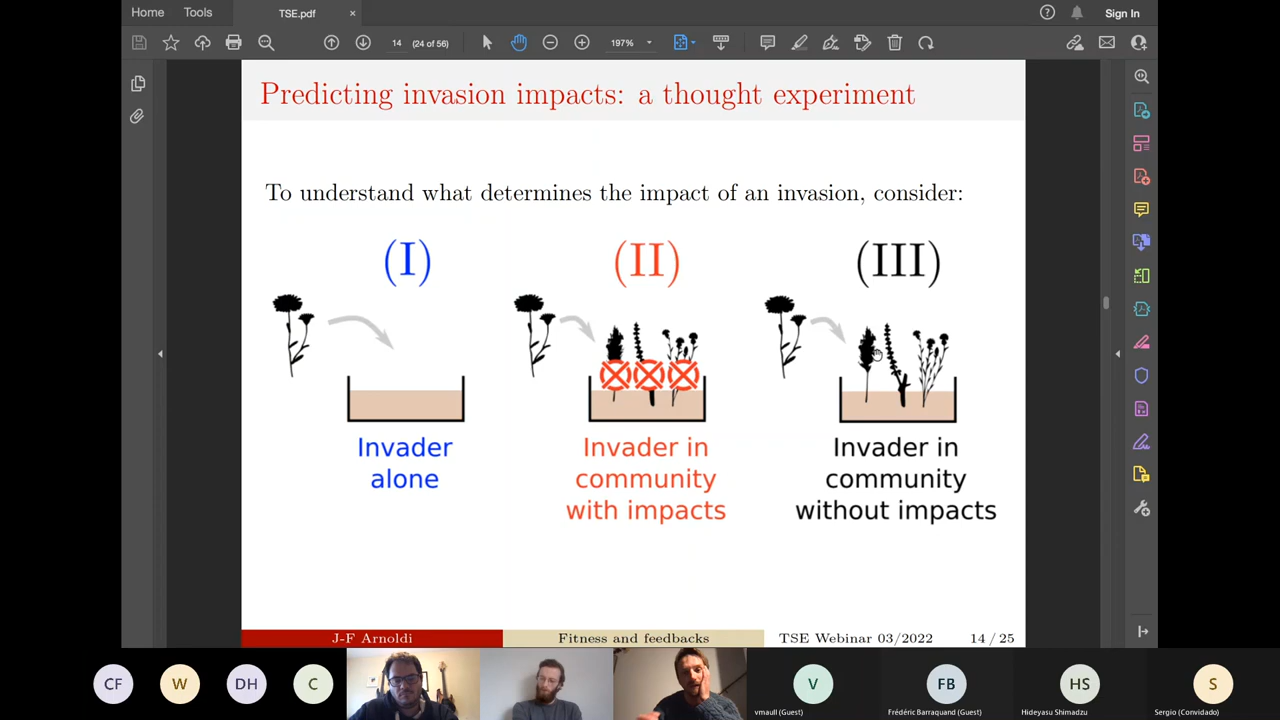 Home Tools TSE.pdf × Sign In
14 (24 of 56) 197%
Predicting invasion impacts: a thought experiment
To understand what determines the impact of an invasion, consider:
(I) (II) (III)
Invader
alone
Invader in
community
with impacts
Invader in
community
without impacts
J-F Arnoldi Fitness and feedbacks TSE Webinar 03/2022 14 / 25
CF W DH C V FB HS S
vmaull (Guest) Frédéric Barraquand (Guest) Hideyasu Shimadzu Sergio (Convidado)